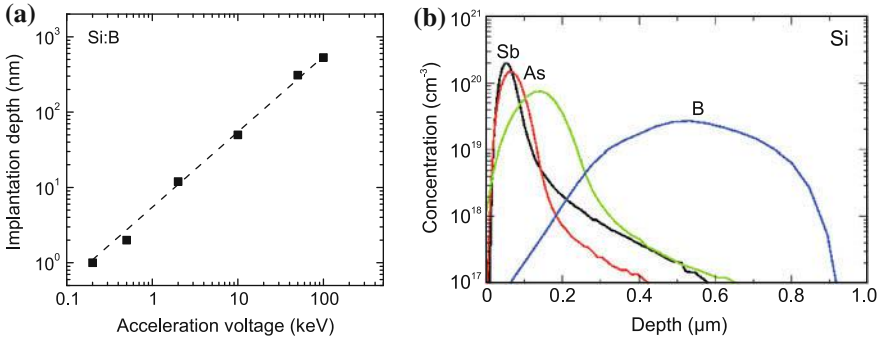 (a)
Si:B
10³
10²
10¹
10⁰
Implantation depth (nm)
0.1 1 10 100
Acceleration voltage (keV)
(b)
Si
Sb
As
B
10²¹
10²⁰
10¹⁹
10¹⁸
10¹⁷
Concentration (cm⁻³)
0 0.2 0.4 0.6 0.8 1.0
Depth (µm)